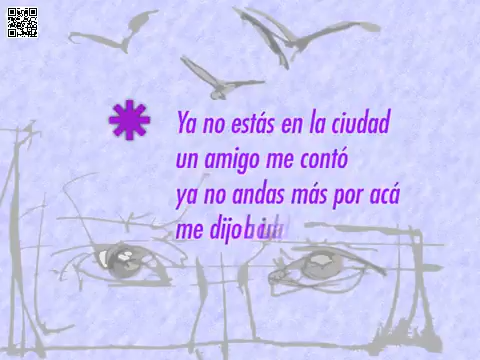 Ya no estás en la ciudad
un amigo me contó
ya no andas más por acá
me dijo